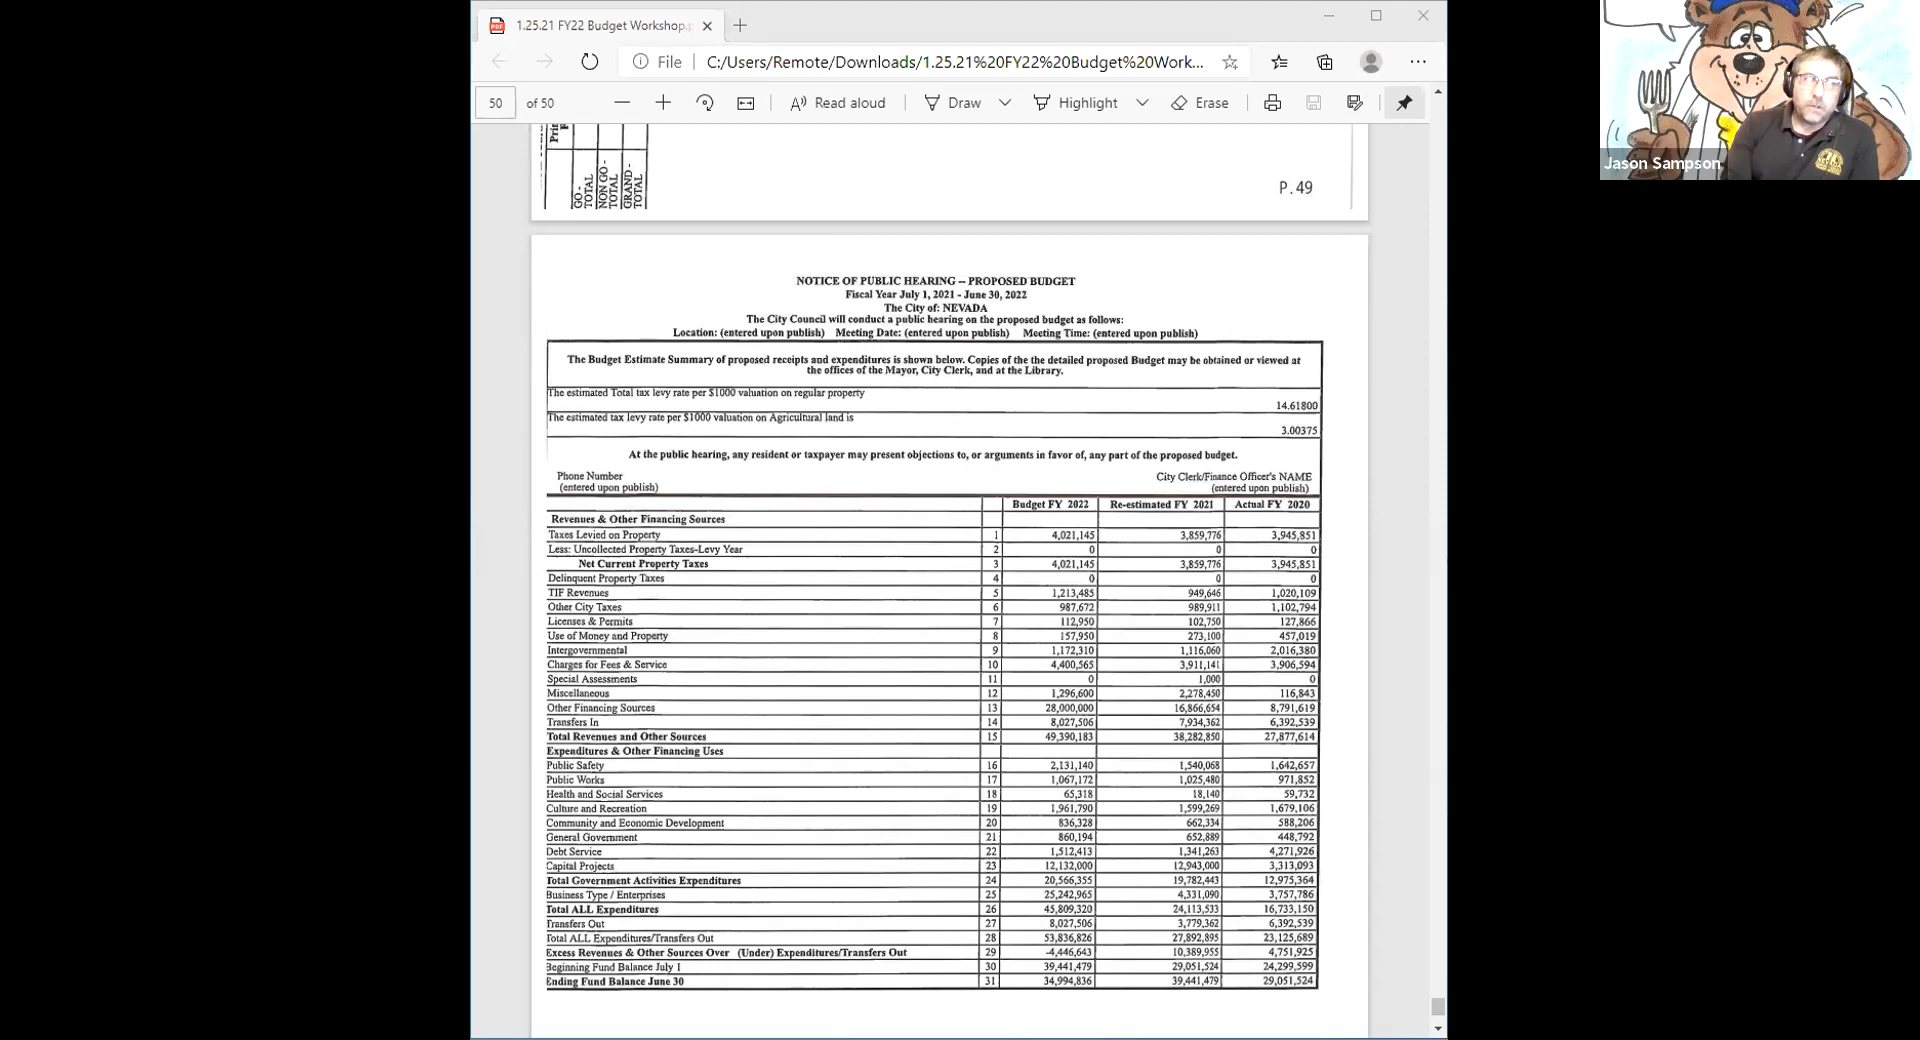 1.25.21 FY22 Budget Workshop.p
File
C:/Users/Remote/Downloads/1.25.21%20FY22%20Budget%20Work...
50 of 50
Read aloud
Draw
Highlight
Erase
Jason Sampson
GO - TOTAL
NON GO - TOTAL
GRAND - TOTAL
P.49
NOTICE OF PUBLIC HEARING -- PROPOSED BUDGET
Fiscal Year July 1, 2021 - June 30, 2022
The City of: NEVADA
The City Council will conduct a public hearing on the proposed budget as follows:
Location: (entered upon publish) Meeting Date: (entered upon publish) Meeting Time: (entered upon publish)
The Budget Estimate Summary of proposed receipts and expenditures is shown below. Copies of the the detailed proposed Budget may be obtained or viewed at
the offices of the Mayor, City Clerk, and at the Library.
The estimated Total tax levy rate per $1000 valuation on regular property
14.61800
The estimated tax levy rate per $1000 valuation on Agricultural land is
3.00375
At the public hearing, any resident or taxpayer may present objections to, or arguments in favor of, any part of the proposed budget.
Phone Number City Clerk/Finance Officer's NAME
(entered upon publish) (entered upon publish)
Budget FY 2022 Re-estimated FY 2021 Actual FY 2020
Revenues & Other Financing Sources
Taxes Levied on Property 1 4,021,145 3,859,776 3,945,851
Less: Uncollected Property Taxes-Levy Year 2 0 0 0
Net Current Property Taxes 3 4,021,145 3,859,776 3,945,851
Delinquent Property Taxes 4 0 0 0
TIF Revenues 5 1,213,485 949,646 1,020,109
Other City Taxes 6 987,672 989,911 1,102,794
Licenses & Permits 7 112,950 102,750 127,866
Use of Money and Property 8 157,950 273,100 457,019
Intergovernmental 9 1,172,310 1,116,060 2,016,380
Charges for Fees & Service 10 4,400,565 3,911,141 3,906,594
Special Assessments 11 0 1,000 0
Miscellaneous 12 1,296,600 2,278,450 116,843
Other Financing Sources 13 28,000,000 16,866,654 8,791,619
Transfers In 14 8,027,506 7,934,362 6,392,539
Total Revenues and Other Sources 15 49,390,183 38,282,850 27,877,614
Expenditures & Other Financing Uses
Public Safety 16 2,131,140 1,540,068 1,642,657
Public Works 17 1,067,172 1,025,480 971,852
Health and Social Services 18 65,318 18,140 59,732
Culture and Recreation 19 1,961,790 1,599,269 1,679,106
Community and Economic Development 20 836,328 662,334 588,206
General Government 21 860,194 652,889 448,792
Debt Service 22 1,512,413 1,341,263 4,271,926
Capital Projects 23 12,132,000 12,943,000 3,313,093
Total Government Activities Expenditures 24 20,566,355 19,782,443 12,975,364
Business Type / Enterprises 25 25,242,965 4,331,090 3,757,786
Total ALL Expenditures 26 45,809,320 24,113,533 16,733,150
Transfers Out 27 8,027,506 3,779,362 6,392,539
Total ALL Expenditures/Transfers Out 28 53,836,826 27,892,895 23,125,689
Excess Revenues & Other Sources Over (Under) Expenditures/Transfers Out 29 -4,446,643 10,389,955 4,751,925
Beginning Fund Balance July 1 30 39,441,479 29,051,524 24,299,599
Ending Fund Balance June 30 31 34,994,836 39,441,479 29,051,524